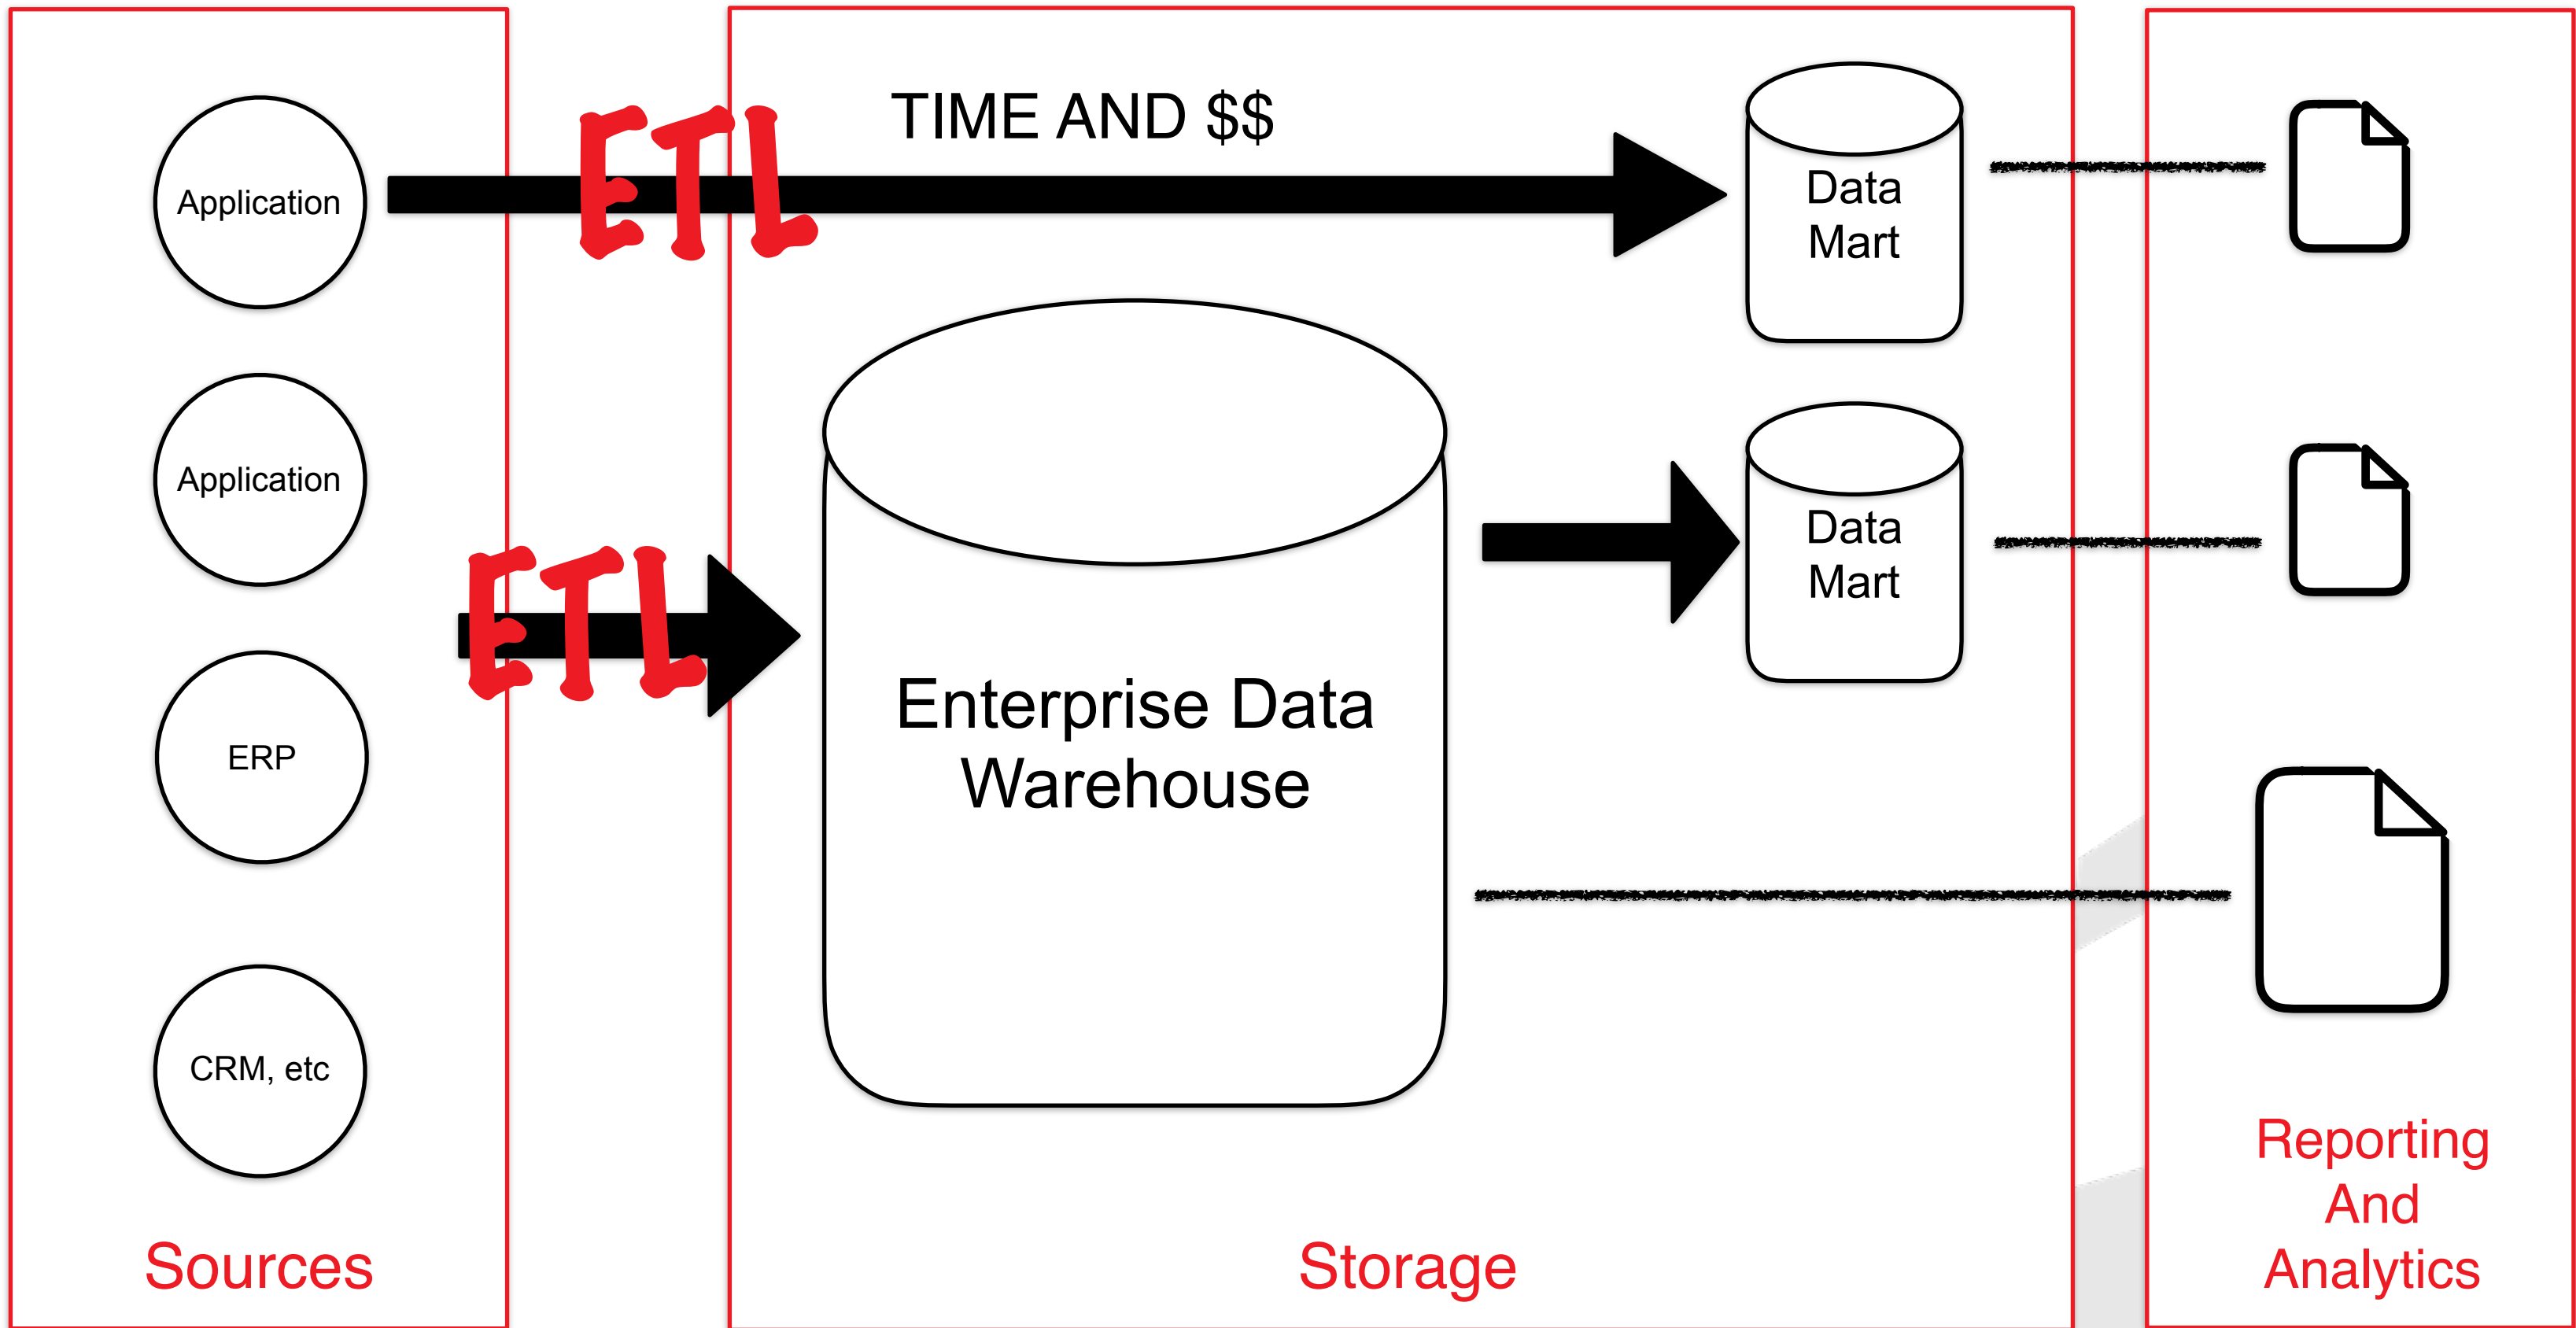 TIME AND $$
ETL
Application
Data
Mart
Application
Data
Mart
ETL
Enterprise Data
Warehouse
ERP
CRM, etc
Sources
Storage
Reporting
And
Analytics